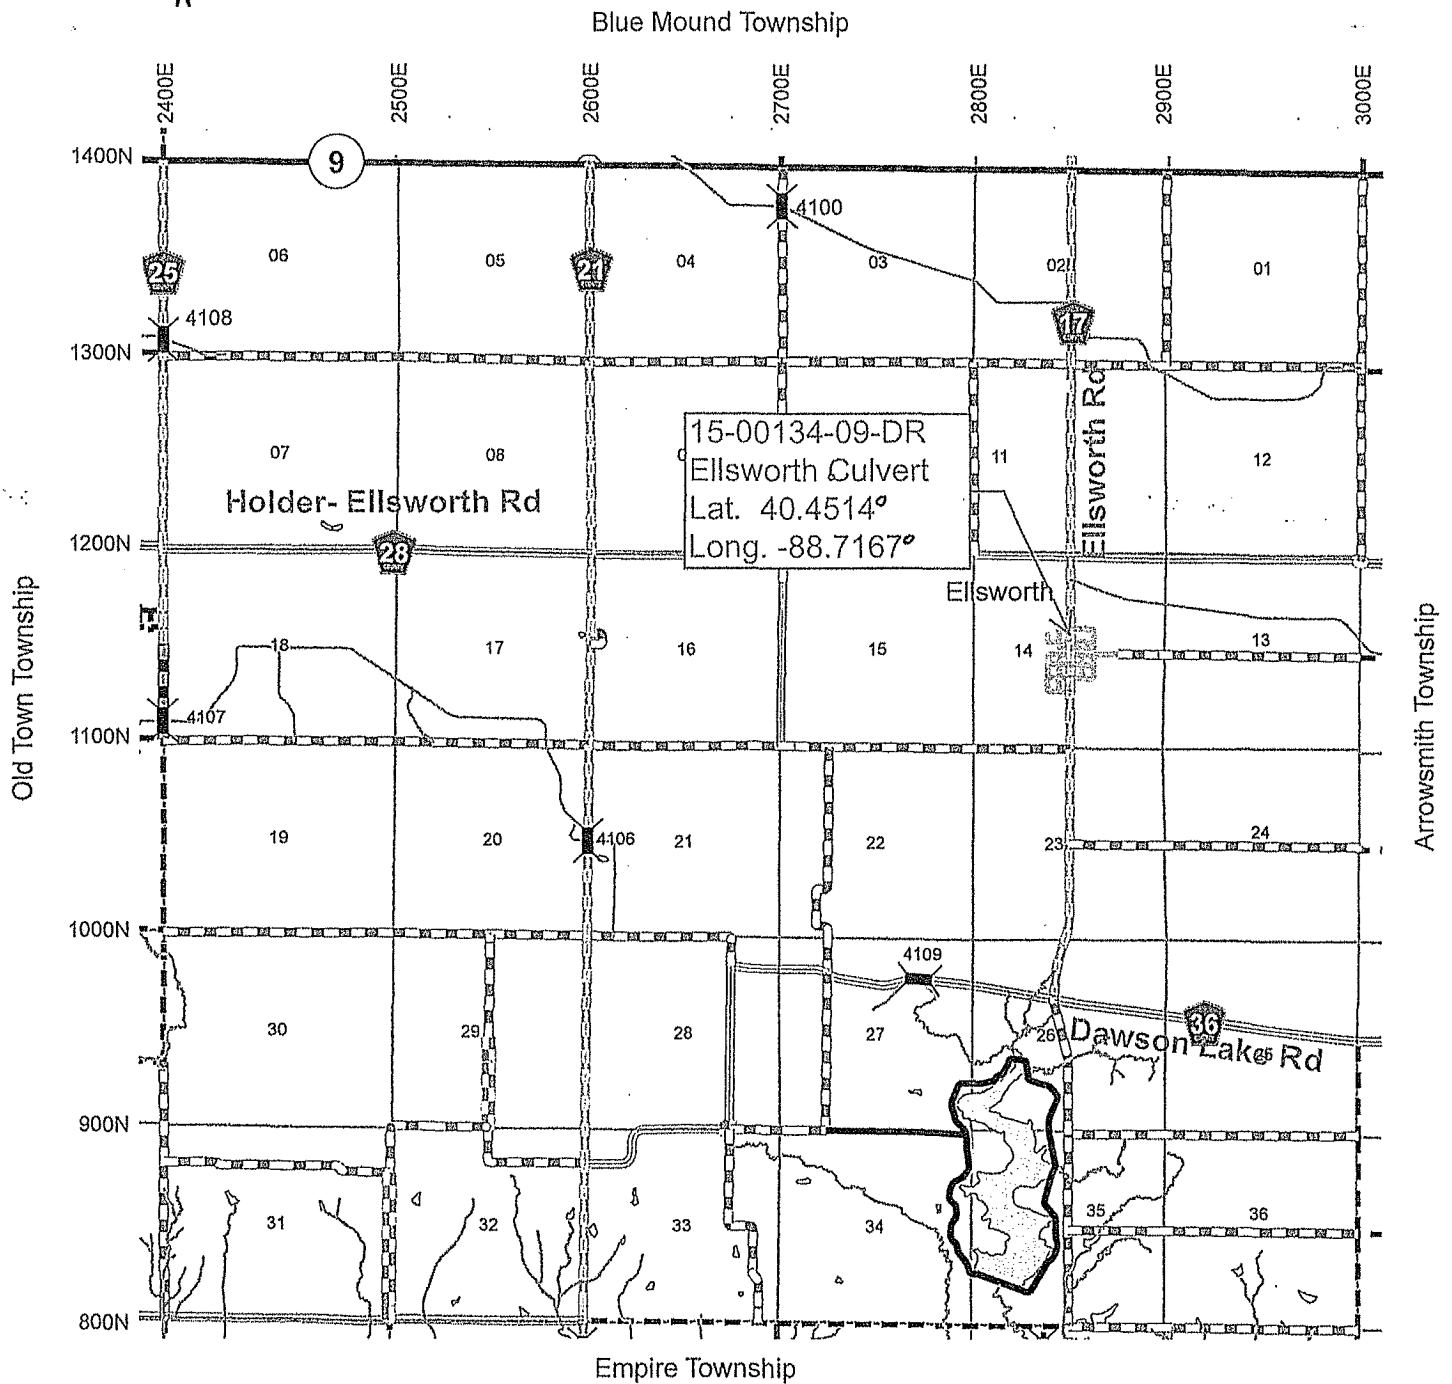 Blue Mound Township
2400E
2500E
2600E
2700E
2800E
2900E
3000E
1400N
9
4100
06
05
04
03
02
01
25
21
17
4108
1300N
Ellsworth Rd
15-00134-09-DR
Ellsworth Culvert
Lat. 40.4514°
Long. -88.7167°
07
08
11
12
Holder- Ellsworth Rd
1200N
28
Ellsworth
18
17
16
15
14
13
4107
1100N
19
20
4106
21
22
23
24
1000N
4109
30
29
28
27
26
36
Dawson Lake Rd
900N
31
32
33
34
35
36
800N
Old Town Township
Arrowsmith Township
Empire Township